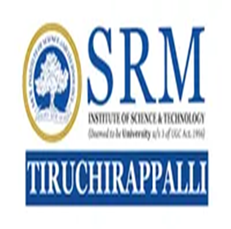 SRM
INSTITUTE OF SCIENCE & TECHNOLOGY
(Deemed to be University u/s 3 of UGC Act, 1956)
TIRUCHIRAPPALLI